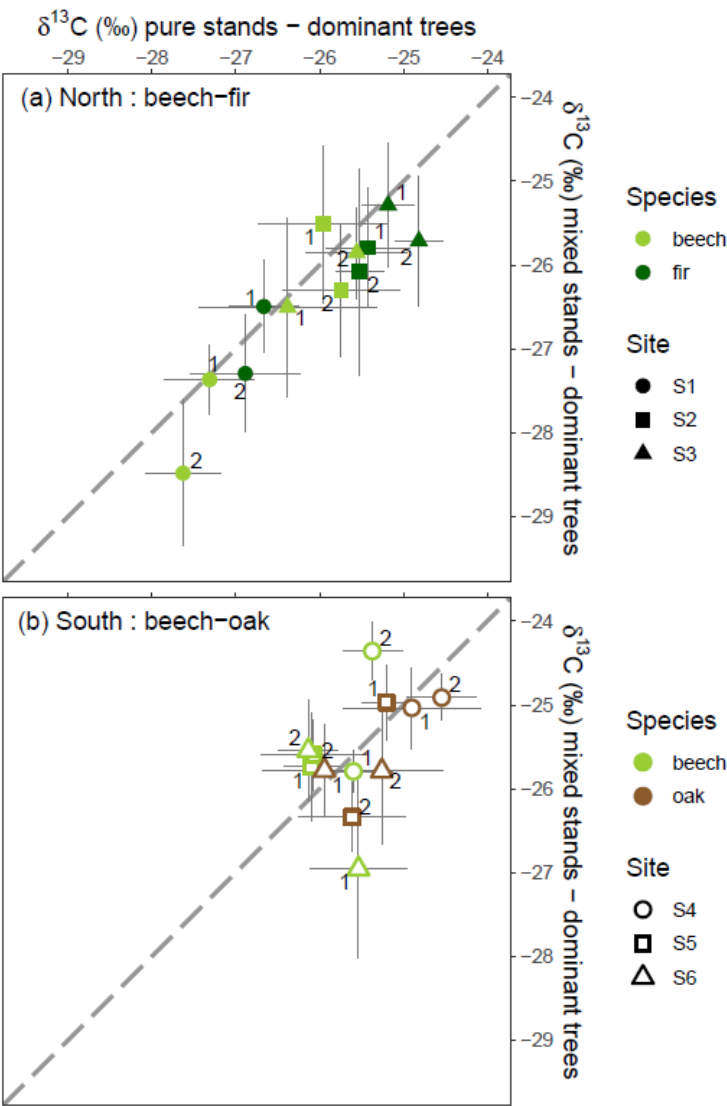 δ13C (‰) pure stands − dominant trees
−29 −28 −27 −26 −25 −24
(a) North : beech−fir
−24
−25
−26
−27
−28
−29
δ13C (‰) mixed stands − dominant trees
1
1
1
2
2
2
2
1
1
1
2
2
Species
beech
fir
Site
S1
S2
S3
(b) South : beech−oak
−24
−25
−26
−27
−28
−29
δ13C (‰) mixed stands − dominant trees
2
1
2
1
2
2
1
1
1
2
2
1
Species
beech
oak
Site
S4
S5
S6